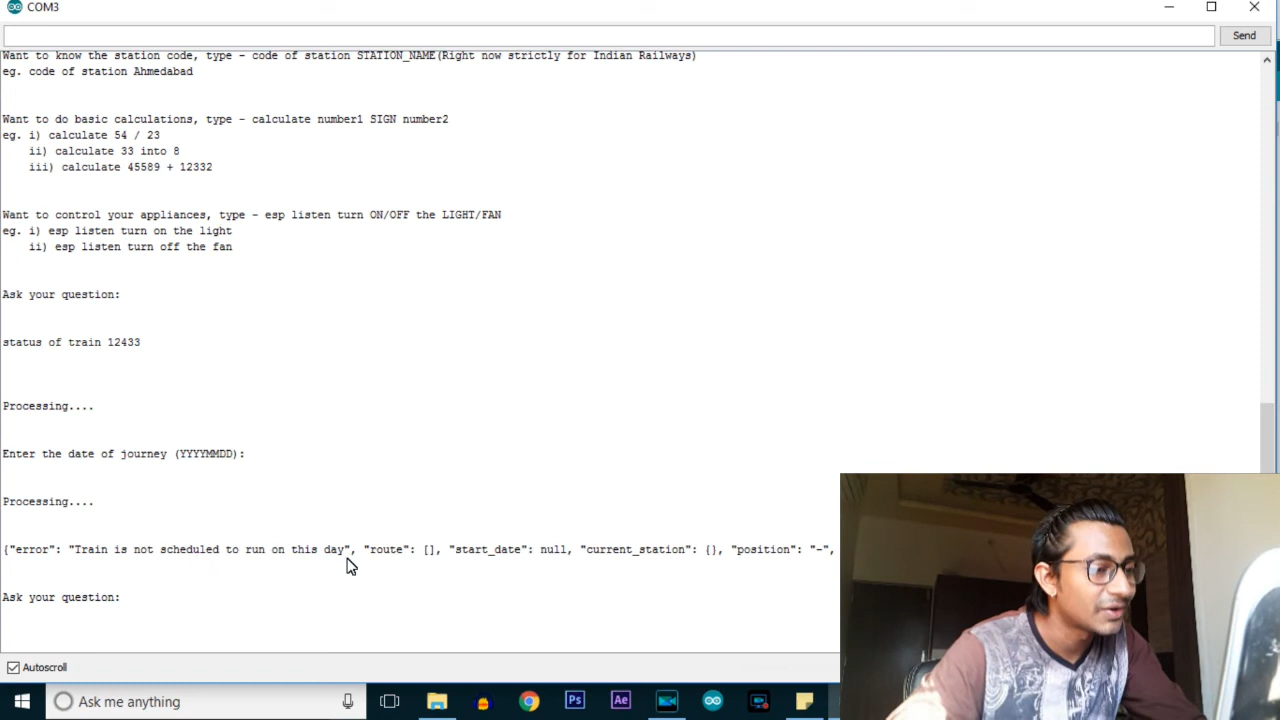 COM3
Send
Want to know the station code, type - code of station STATION_NAME(Right now strictly for Indian Railways)
eg. code of station Ahmedabad
Want to do basic calculations, type - calculate number1 SIGN number2
eg. i) calculate 54 / 23
ii) calculate 33 into 8
iii) calculate 45589 + 12332
Want to control your appliances, type - esp listen turn ON/OFF the LIGHT/FAN
eg. i) esp listen turn on the light
ii) esp listen turn off the fan
Ask your question:
status of train 12433
Processing....
Enter the date of journey (YYYYMMDD):
Processing....
{"error": "Train is not scheduled to run on this day", "route": [], "start_date": null, "current_station": {}, "position": "-",
Ask your question:
Autoscroll
Ask me anything
Ps
Ae